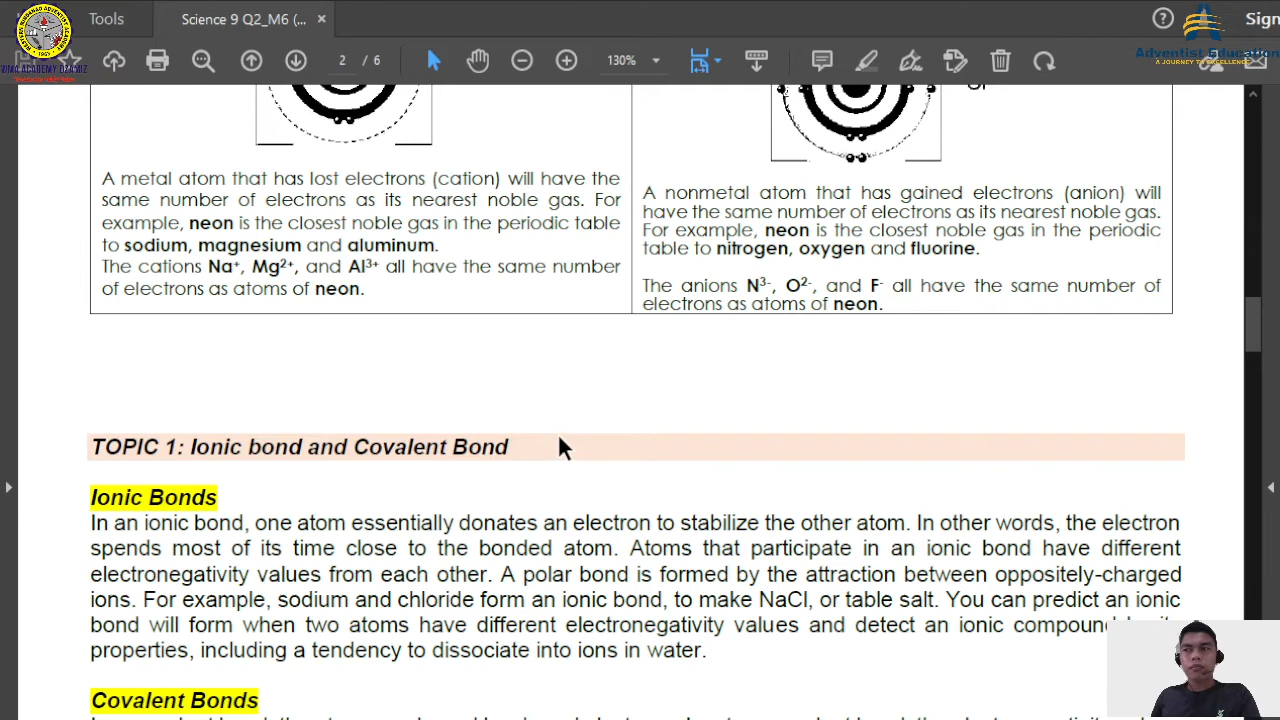 Tools
Science 9 Q2_M6 (...
×
Sign
2 / 6
130%
Adventist Education
A JOURNEY TO EXCELLENCE
A metal atom that has lost electrons (cation) will have the
same number of electrons as its nearest noble gas. For
example, neon is the closest noble gas in the periodic table
to sodium, magnesium and aluminum.
The cations Na⁺, Mg²⁺, and Al³⁺ all have the same number
of electrons as atoms of neon.
A nonmetal atom that has gained electrons (anion) will
have the same number of electrons as its nearest noble gas.
For example, neon is the closest noble gas in the periodic
table to nitrogen, oxygen and fluorine.
The anions N³⁻, O²⁻, and F⁻ all have the same number of
electrons as atoms of neon.
TOPIC 1: Ionic bond and Covalent Bond
Ionic Bonds
In an ionic bond, one atom essentially donates an electron to stabilize the other atom. In other words, the electron
spends most of its time close to the bonded atom. Atoms that participate in an ionic bond have different
electronegativity values from each other. A polar bond is formed by the attraction between oppositely-charged
ions. For example, sodium and chloride form an ionic bond, to make NaCl, or table salt. You can predict an ionic
bond will form when two atoms have different electronegativity values and detect an ionic compound
properties, including a tendency to dissociate into ions in water.
Covalent Bonds